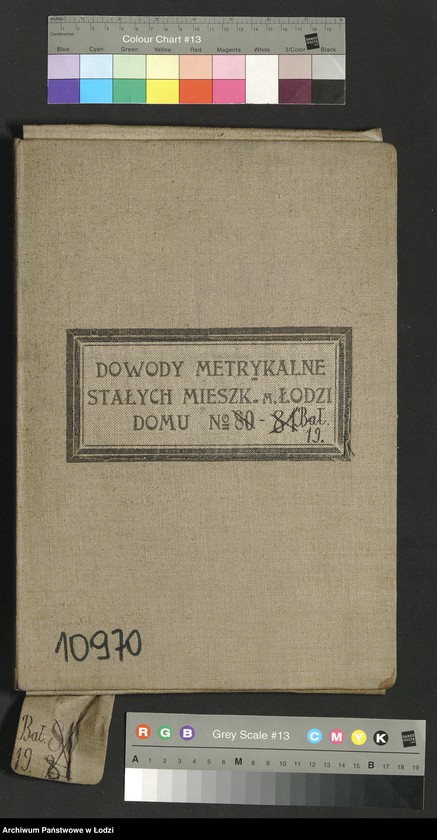 Colour Chart #13
Blue Cyan Green Yellow Red Magenta White 3/Color Black
DOWODY METRYKALNE
STAŁYCH MIESZK. M. ŁODZI
DOMU № 80 - 81 Bał.
19.
10970
Bał.
19.
R G B Grey Scale #13 C M Y K
A 1 2 3 4 5 6 M 8 9 10 11 12 13 14 15 B 17 18 19
Archiwum Państwowe w Łodzi